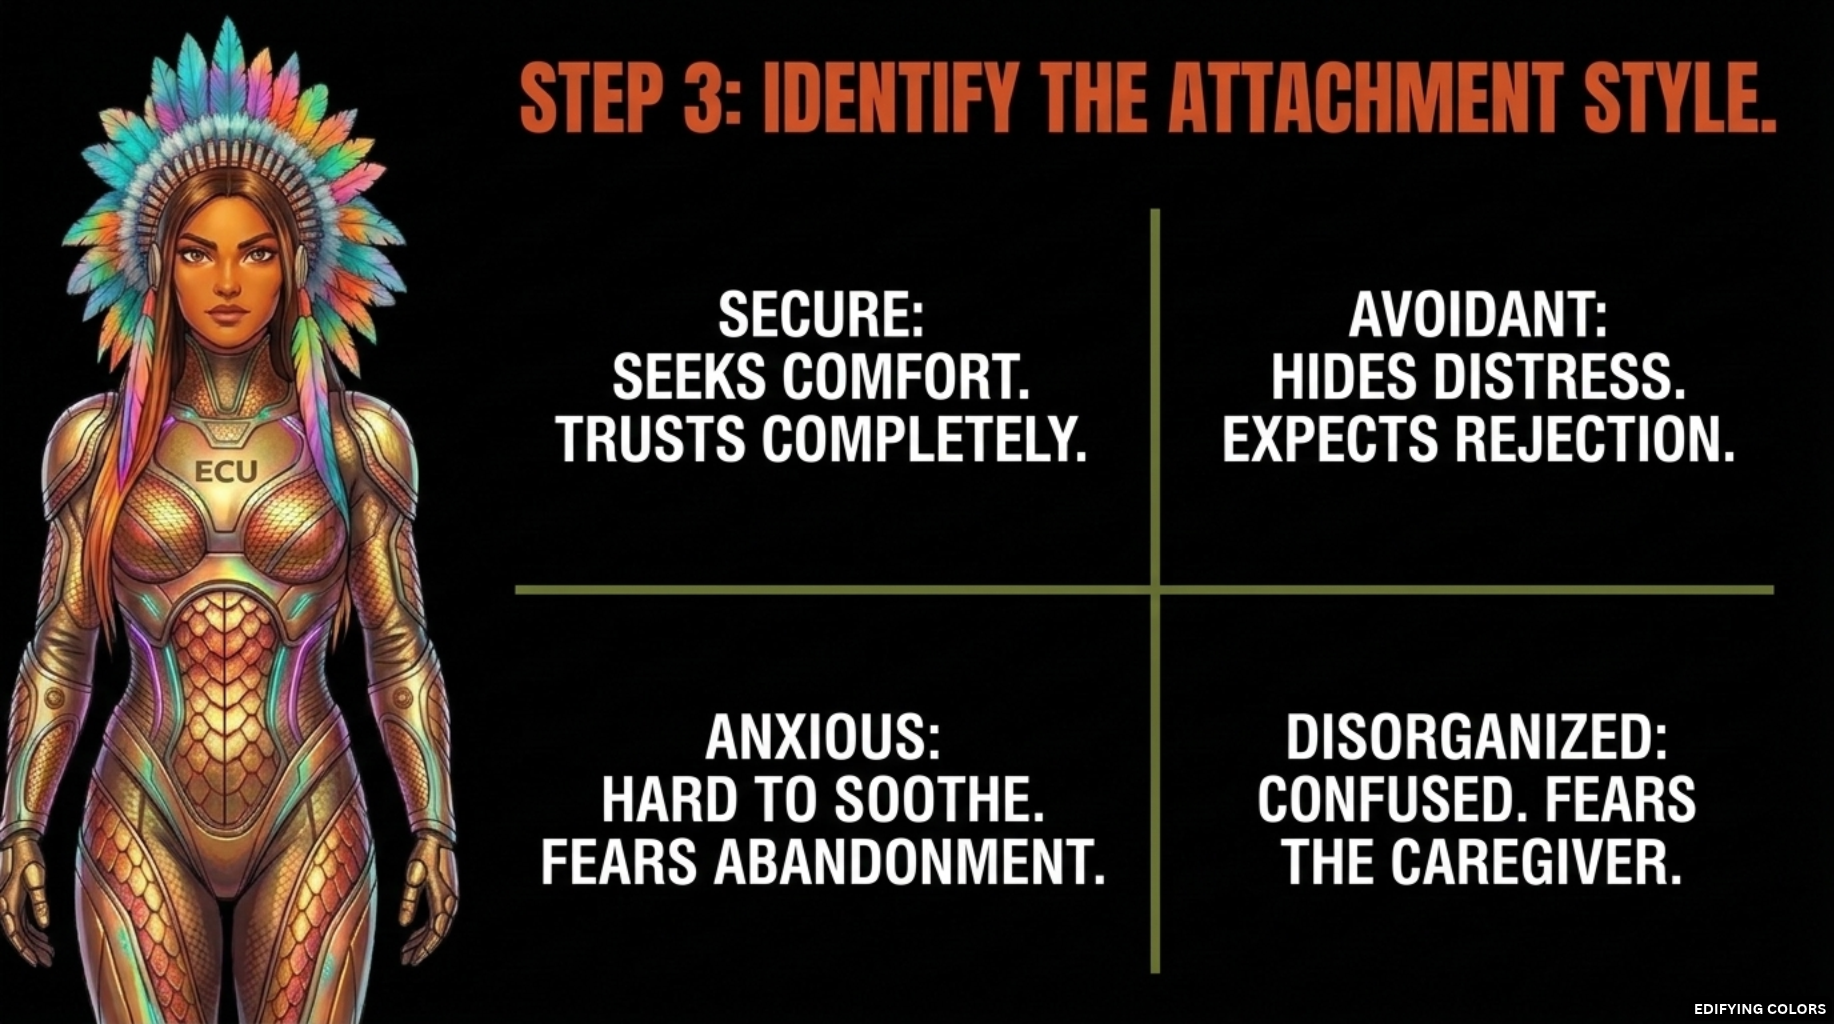 STEP 3: IDENTIFY THE ATTACHMENT STYLE.
SECURE:
SEEKS COMFORT.
TRUSTS COMPLETELY.
AVOIDANT:
HIDES DISTRESS.
EXPECTS REJECTION.
ECU
ANXIOUS:
HARD TO SOOTHE.
FEARS ABANDONMENT.
DISORGANIZED:
CONFUSED. FEARS
THE CAREGIVER.
EDIFYING COLORS